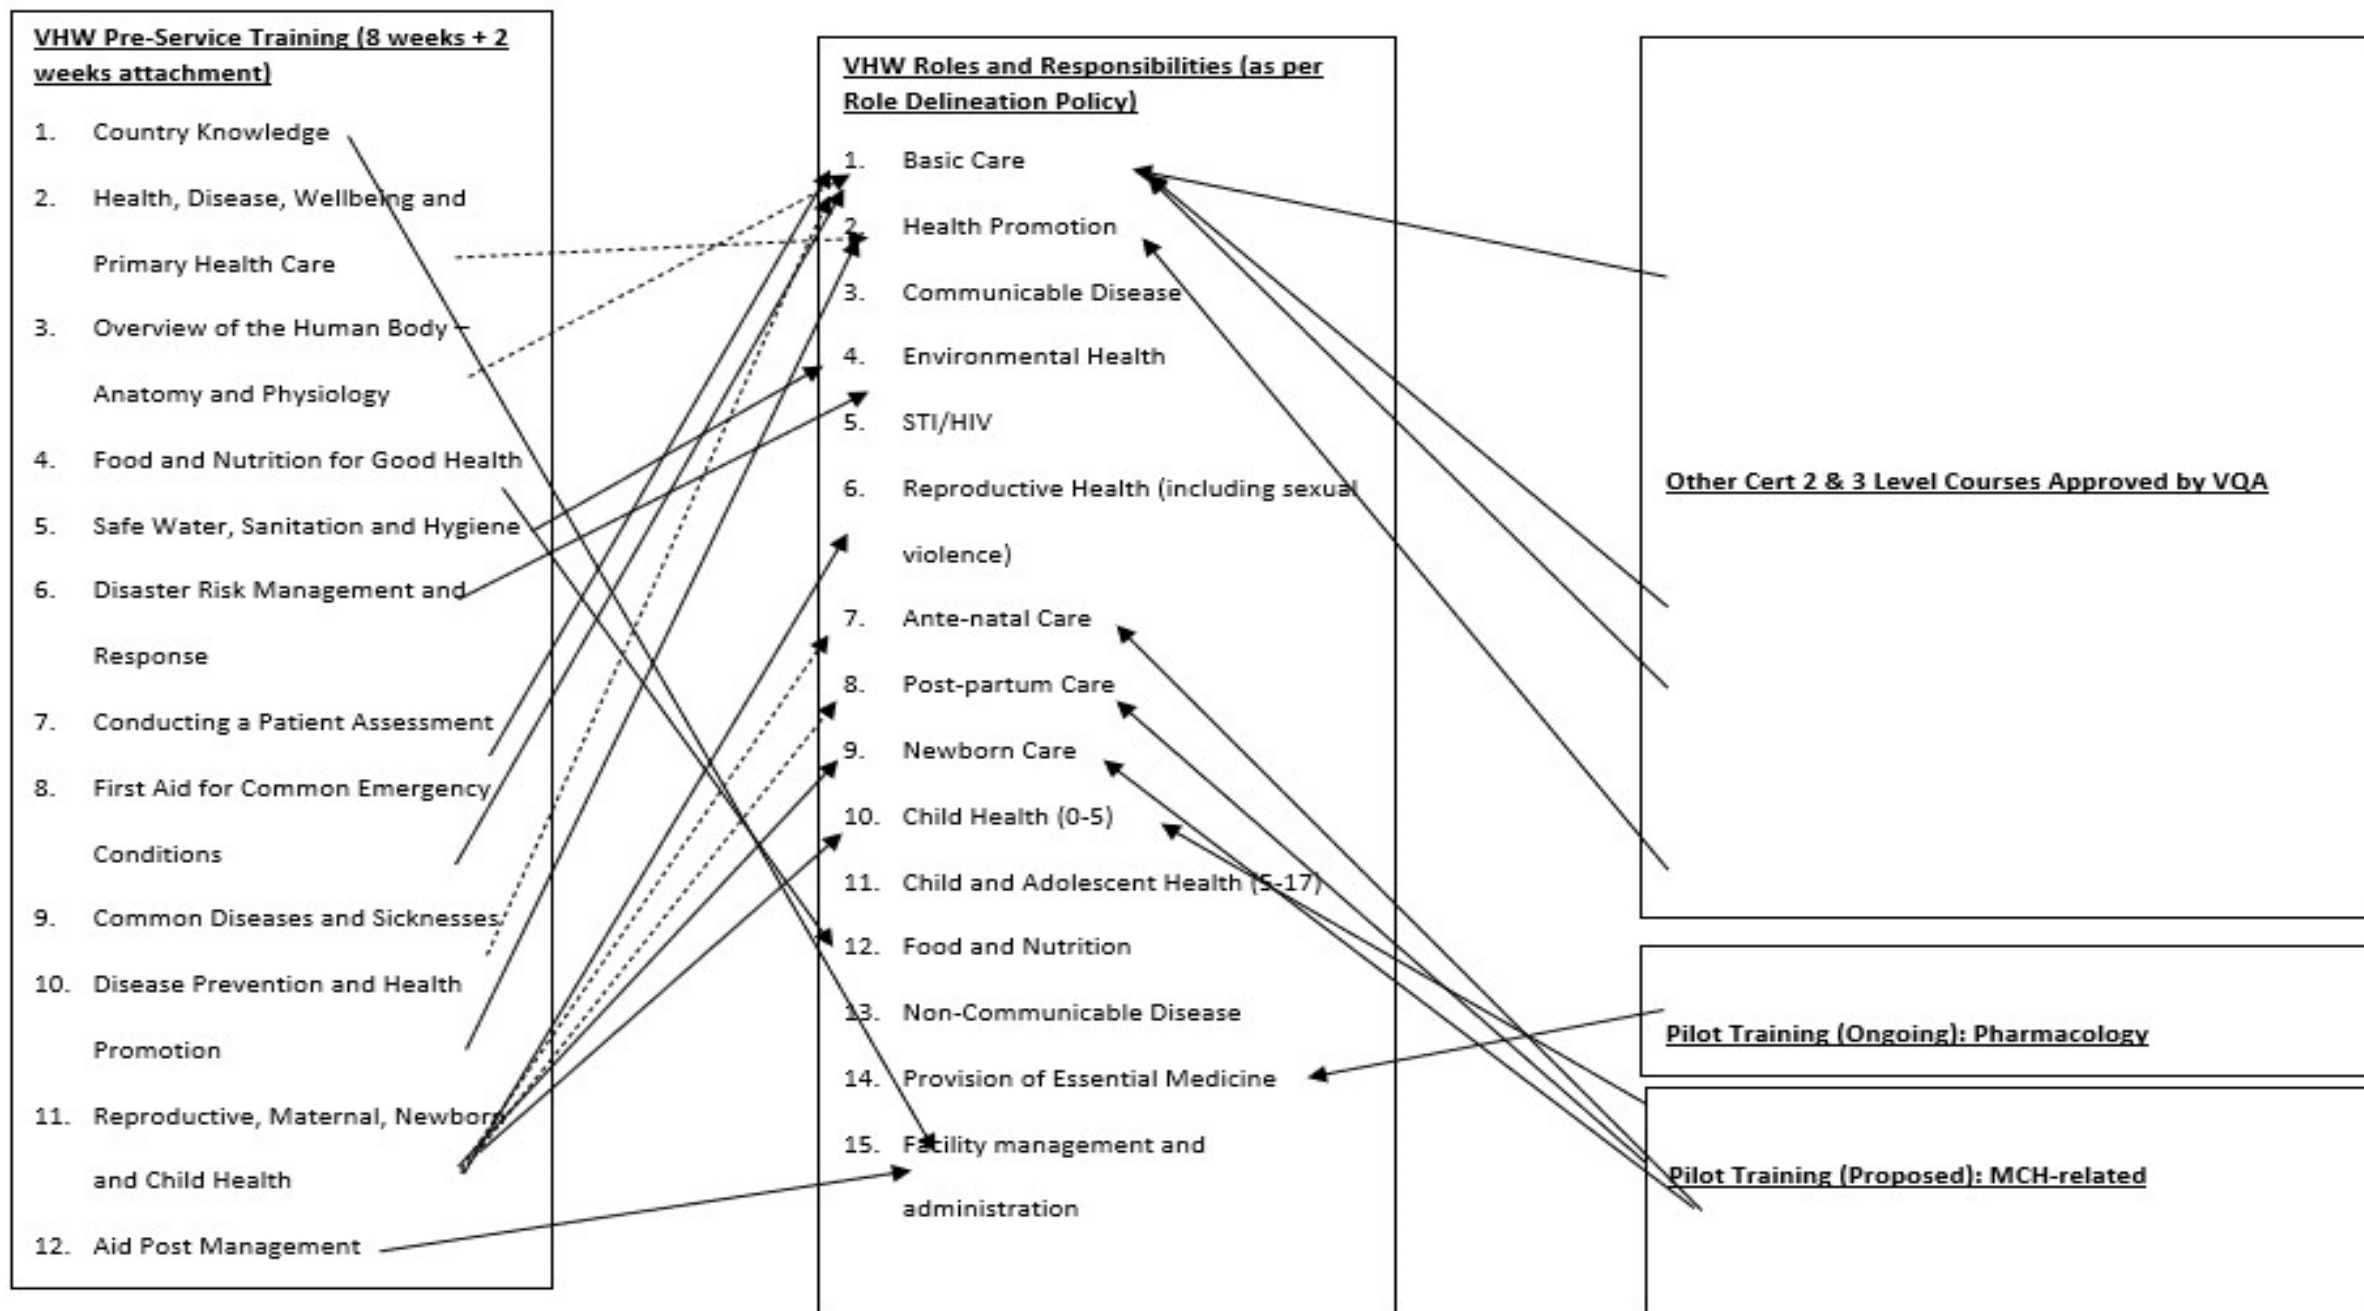 VHW Pre-Service Training (8 weeks + 2
weeks attachment)
1. Country Knowledge
2. Health, Disease, Wellbeing and
Primary Health Care
3. Overview of the Human Body –
Anatomy and Physiology
4. Food and Nutrition for Good Health
5. Safe Water, Sanitation and Hygiene
6. Disaster Risk Management and
Response
7. Conducting a Patient Assessment
8. First Aid for Common Emergency
Conditions
9. Common Diseases and Sicknesses
10. Disease Prevention and Health
Promotion
11. Reproductive, Maternal, Newborn
and Child Health
12. Aid Post Management
VHW Roles and Responsibilities (as per
Role Delineation Policy)
1. Basic Care
2. Health Promotion
3. Communicable Disease
4. Environmental Health
5. STI/HIV
6. Reproductive Health (including sexual
violence)
7. Ante-natal Care
8. Post-partum Care
9. Newborn Care
10. Child Health (0-5)
11. Child and Adolescent Health (5-17)
12. Food and Nutrition
13. Non-Communicable Disease
14. Provision of Essential Medicine
15. Facility management and
administration
Other Cert 2 & 3 Level Courses Approved by VQA
Pilot Training (Ongoing): Pharmacology
Pilot Training (Proposed): MCH-related